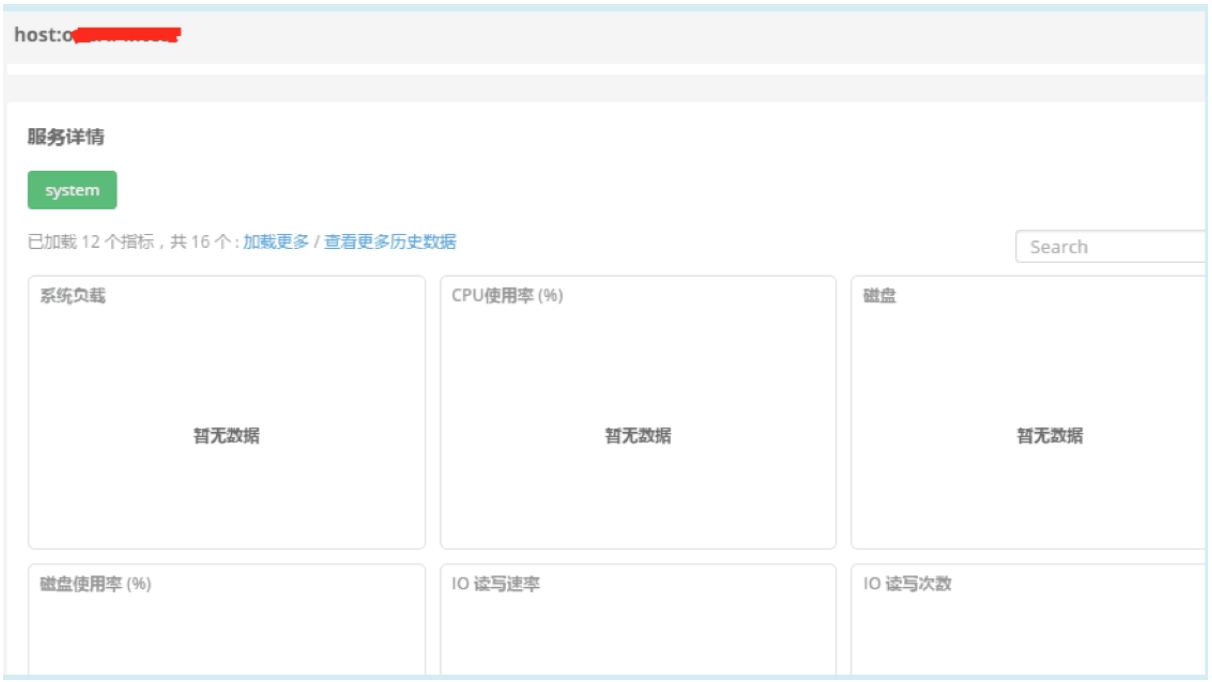 host:o
服务详情
system
已加载 12 个指标，共 16 个 : 加载更多 / 查看更多历史数据
Search
系统负载
CPU使用率 (%)
磁盘
暂无数据
暂无数据
暂无数据
磁盘使用率 (%)
IO 读写速率
IO 读写次数